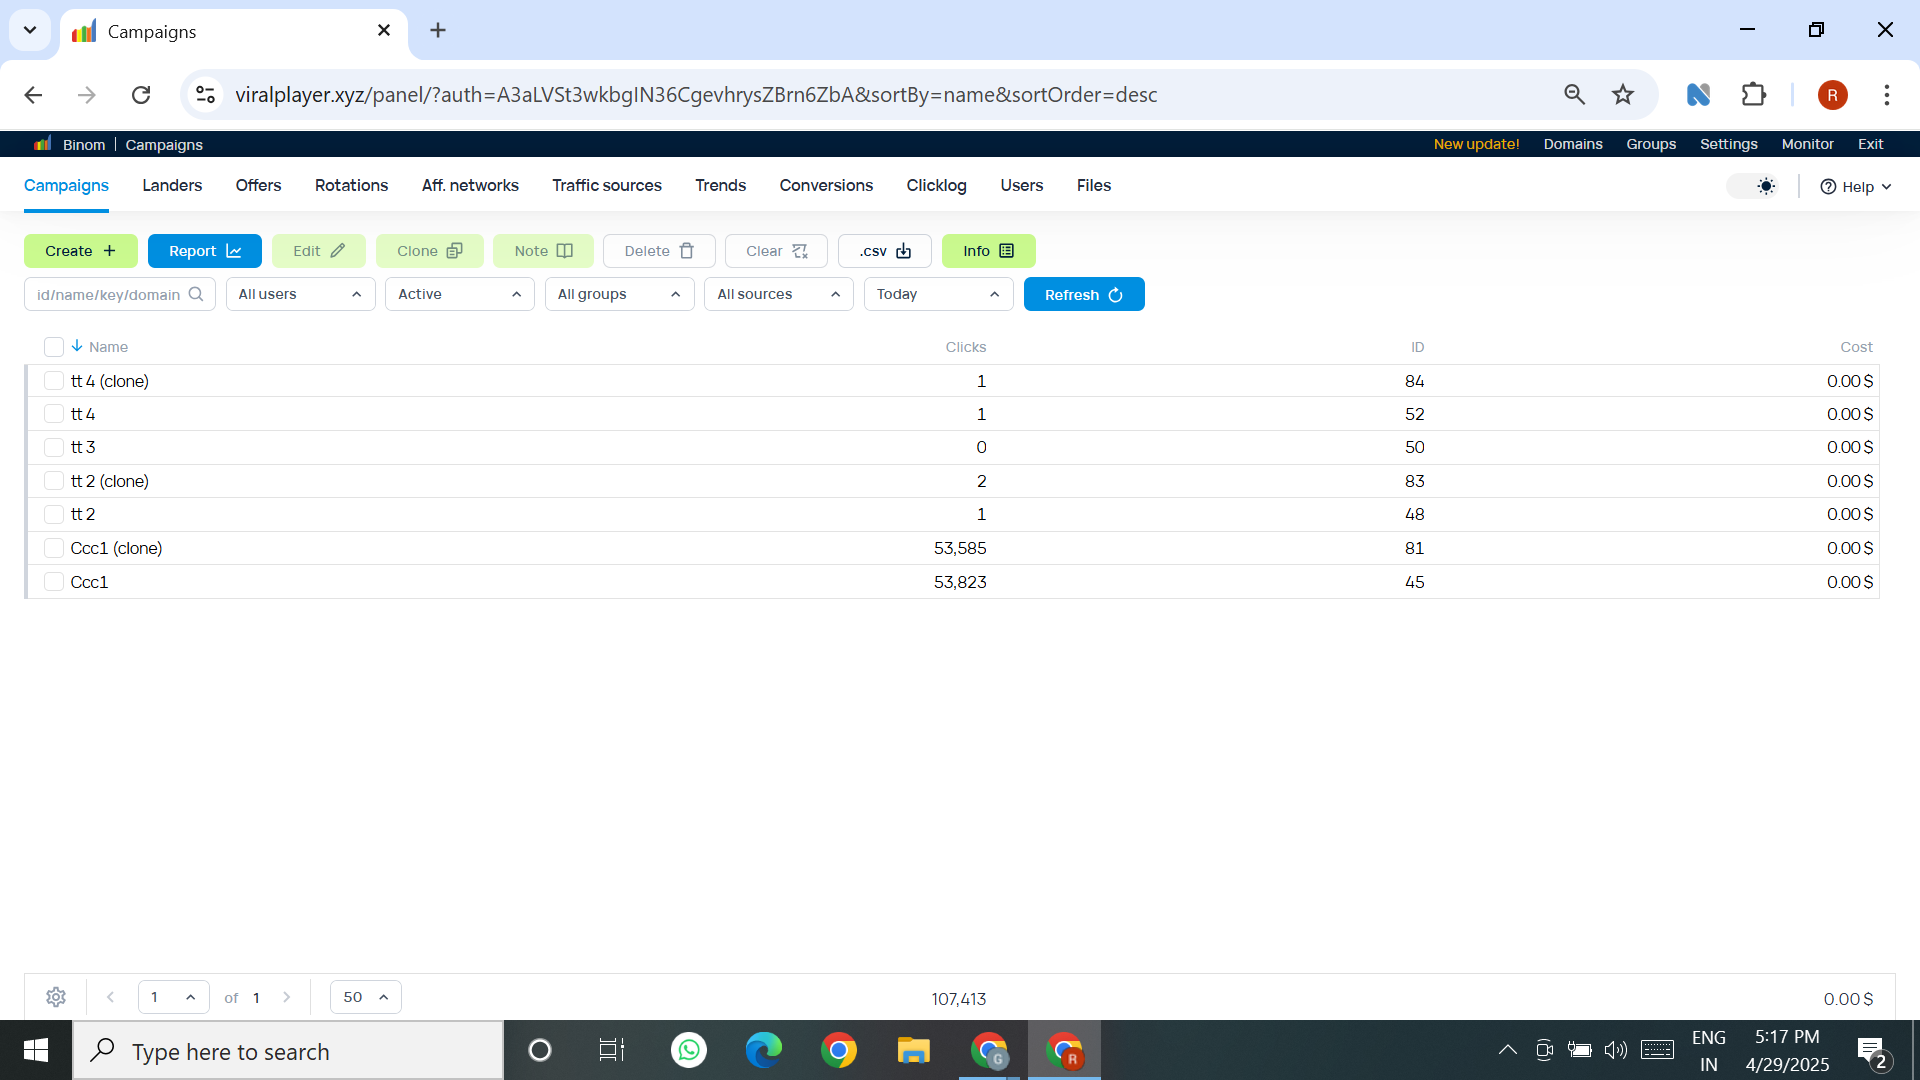 Campaigns
viralplayer.xyz/panel/?auth=A3aLVSt3wkbgIN36CgevhrysZBrn6ZbA&sortBy=name&sortOrder=desc
R
Binom | Campaigns
New update! Domains Groups Settings Monitor Exit
Campaigns Landers Offers Rotations Aff. networks Traffic sources Trends Conversions Clicklog Users Files
Help
Create + Report Edit Clone Note Delete Clear .csv Info
id/name/key/domain All users Active All groups All sources Today Refresh
Name Clicks ID Cost
tt 4 (clone) 1 84 0.00 $
tt 4 1 52 0.00 $
tt 3 0 50 0.00 $
tt 2 (clone) 2 83 0.00 $
tt 2 1 48 0.00 $
Ccc1 (clone) 53,585 81 0.00 $
Ccc1 53,823 45 0.00 $
1 of 1 50 107,413 0.00 $
Type here to search
G
R
ENG
IN
5:17 PM
4/29/2025
2